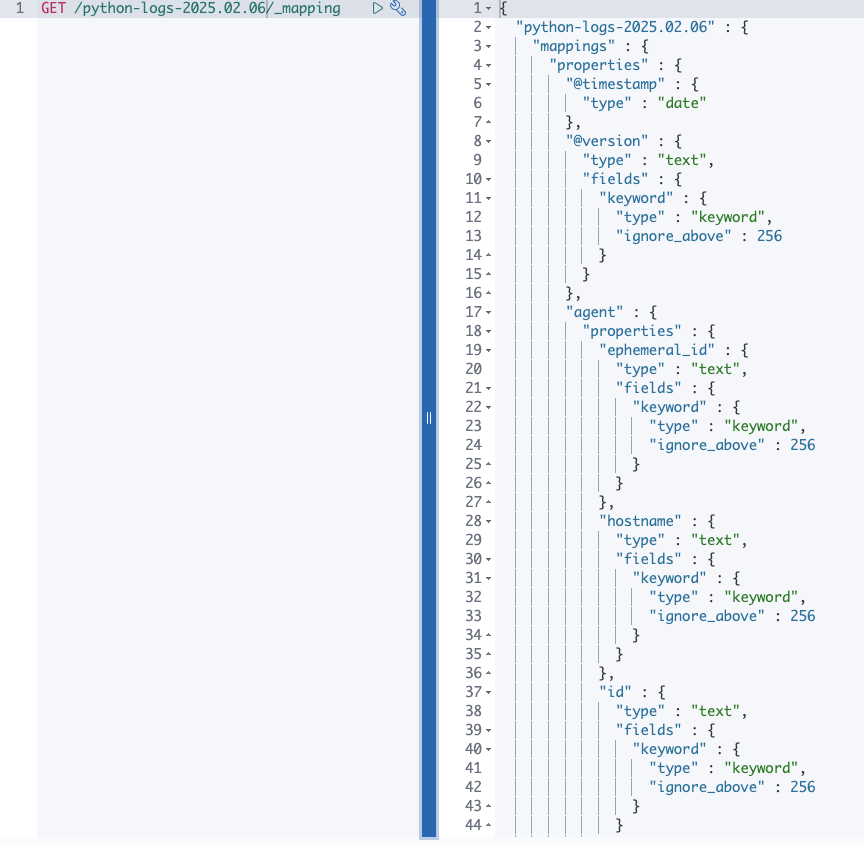 1 GET /python-logs-2025.02.06/_mapping
1 {
2 "python-logs-2025.02.06" : {
3 "mappings" : {
4 "properties" : {
5 "@timestamp" : {
6 "type" : "date"
7 },
8 "@version" : {
9 "type" : "text",
10 "fields" : {
11 "keyword" : {
12 "type" : "keyword",
13 "ignore_above" : 256
14 }
15 }
16 },
17 "agent" : {
18 "properties" : {
19 "ephemeral_id" : {
20 "type" : "text",
21 "fields" : {
22 "keyword" : {
23 "type" : "keyword",
24 "ignore_above" : 256
25 }
26 }
27 },
28 "hostname" : {
29 "type" : "text",
30 "fields" : {
31 "keyword" : {
32 "type" : "keyword",
33 "ignore_above" : 256
34 }
35 }
36 },
37 "id" : {
38 "type" : "text",
39 "fields" : {
40 "keyword" : {
41 "type" : "keyword",
42 "ignore_above" : 256
43 }
44 }